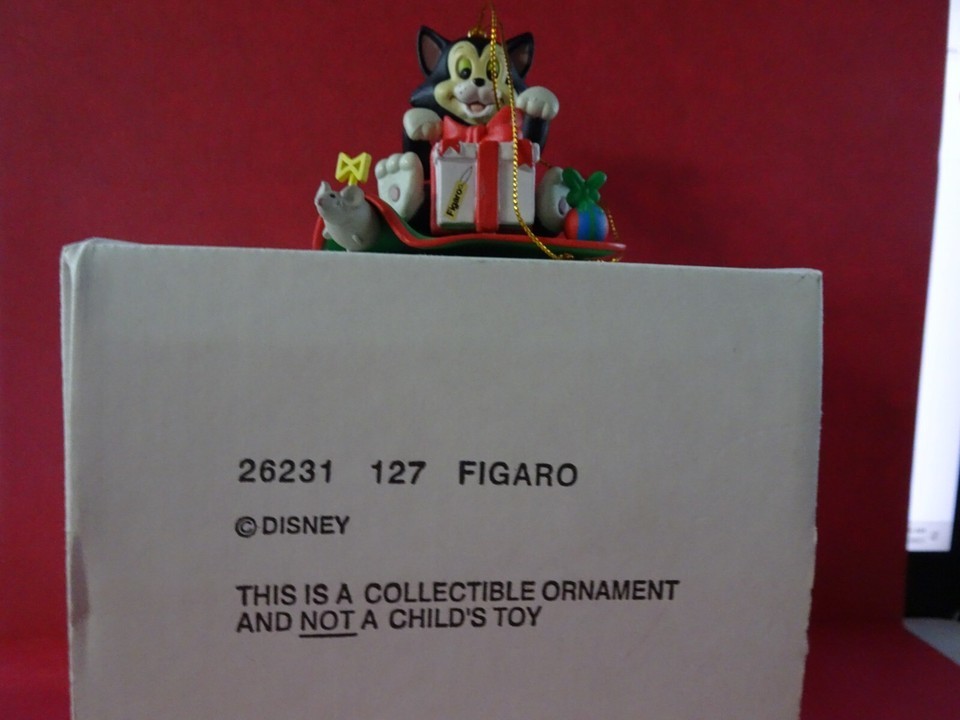 Figaro
26231 127 FIGARO
© DISNEY
THIS IS A COLLECTIBLE ORNAMENT
AND NOT A CHILD'S TOY